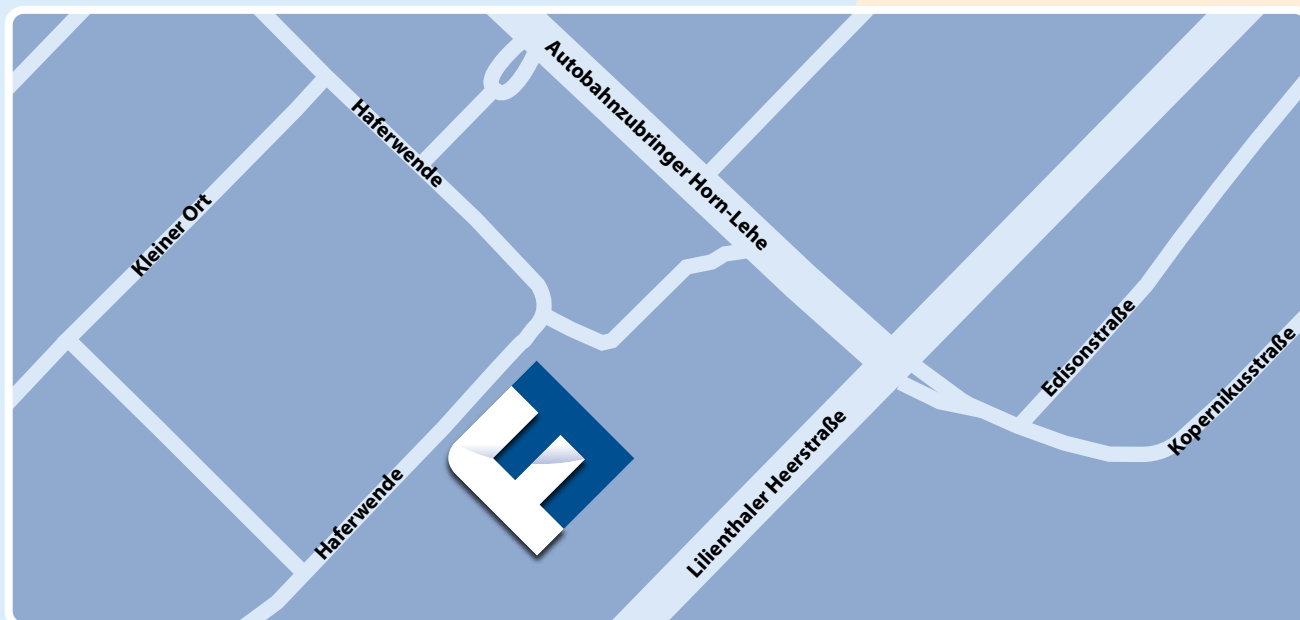 Autobahnzubringer Horn-Lehe
Haferwende
Kleiner Ort
Edisonstraße
Kopernikusstraße
Lilienthaler Heerstraße
Haferwende